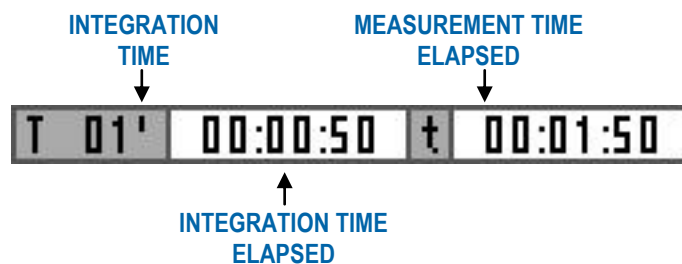 INTEGRATION
TIME
MEASUREMENT TIME
ELAPSED
T 01' 00:00:50 t 00:01:50
INTEGRATION TIME
ELAPSED